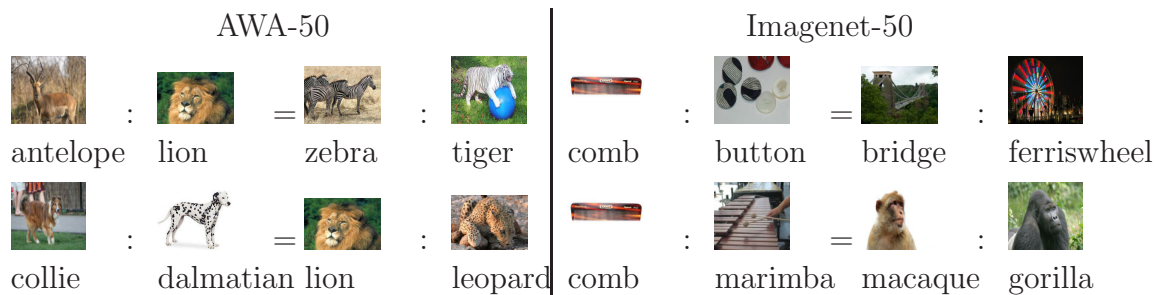 AWA-50 Imagenet-50
: = : : = :
antelope lion zebra tiger comb button bridge ferriswheel
: = : : = :
collie dalmatian lion leopard comb marimba macaque gorilla